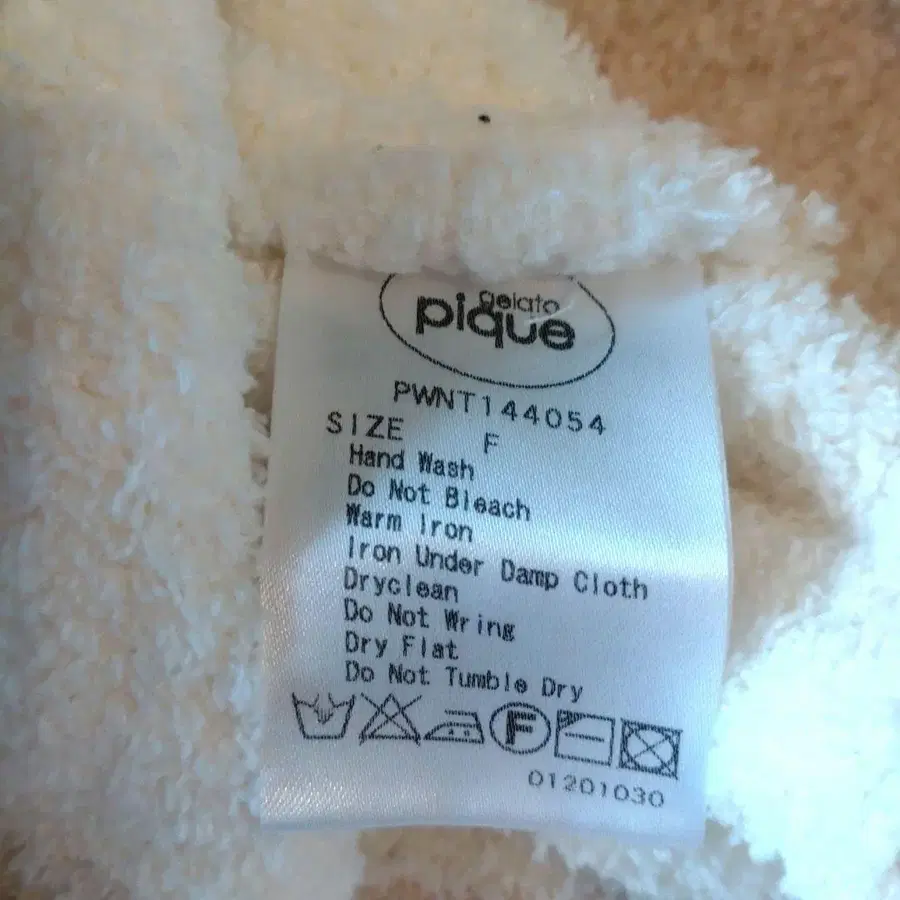 gelato
pique
PWNT144054
SIZE F
Hand Wash
Do Not Bleach
Warm Iron
Iron Under Damp Cloth
Dryclean
Do Not Wring
Dry Flat
Do Not Tumble Dry
F
01201030